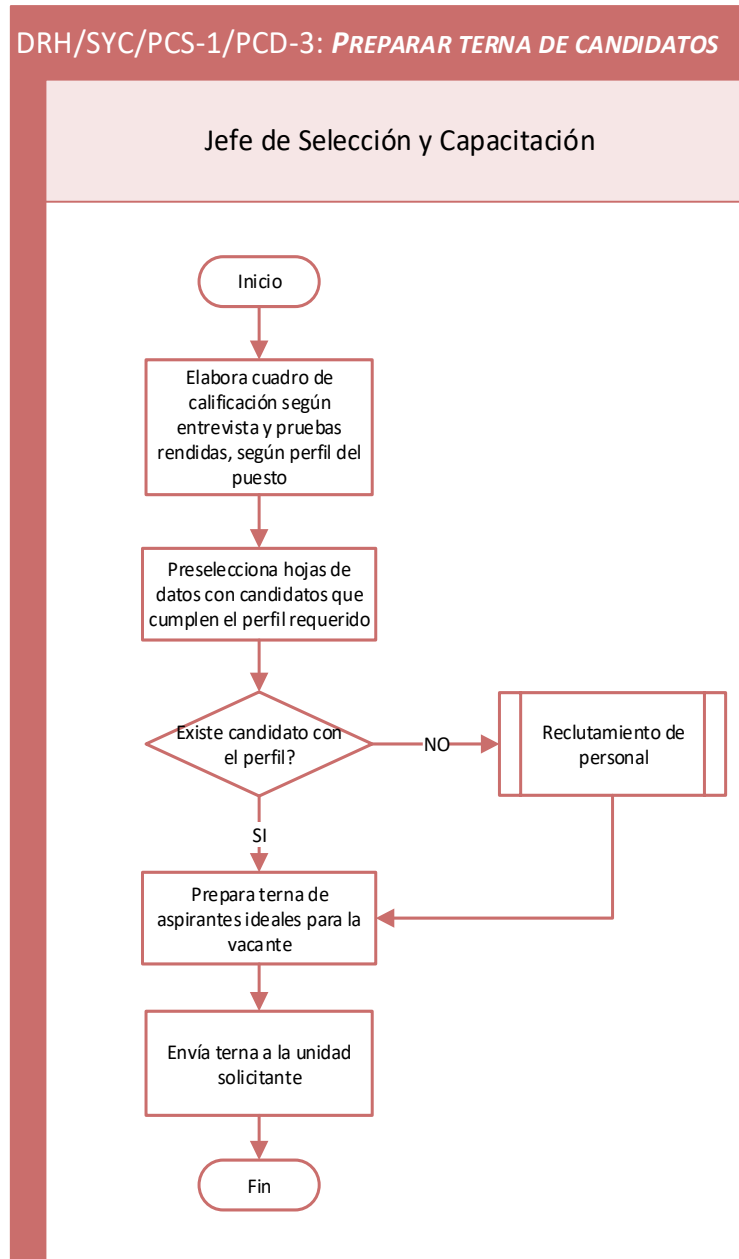 DRH/SYC/PCS-1/PCD-3: PREPARAR TERNA DE CANDIDATOS
Jefe de Selección y Capacitación
Inicio
Elabora cuadro de
calificación según
entrevista y pruebas
rendidas, según perfil del
puesto
Preselecciona hojas de
datos con candidatos que
cumplen el perfil requerido
Existe candidato con
el perfil?
NO
Reclutamiento de
personal
SI
Prepara terna de
aspirantes ideales para la
vacante
Envía terna a la unidad
solicitante
Fin